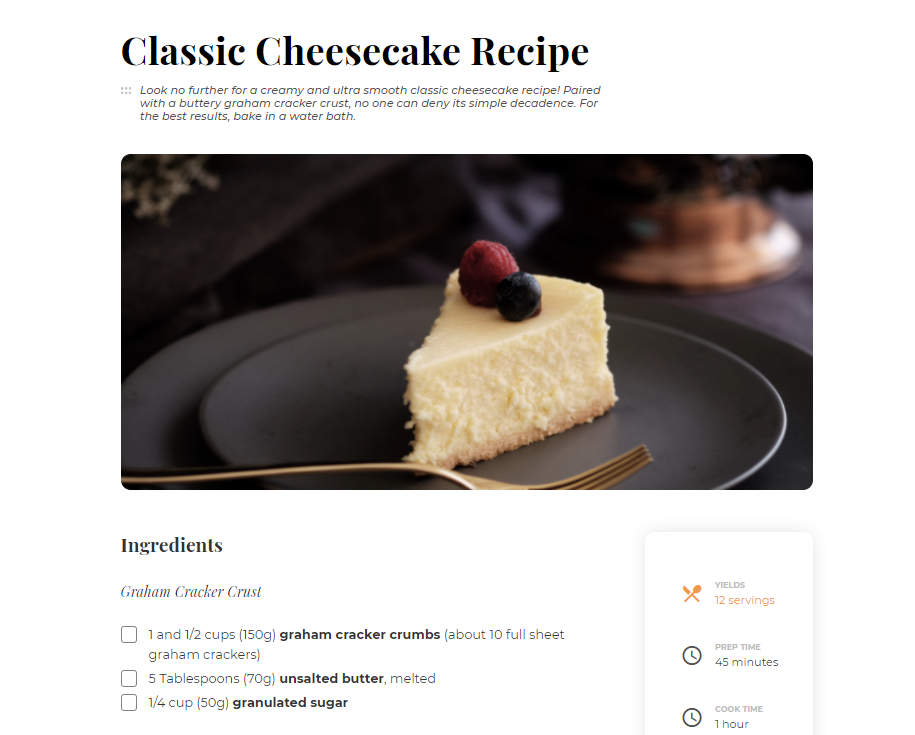 Classic Cheesecake Recipe
Look no further for a creamy and ultra smooth classic cheesecake recipe! Paired
with a buttery graham cracker crust, no one can deny its simple decadence. For
the best results, bake in a water bath.
Ingredients
Graham Cracker Crust
1 and 1/2 cups (150g) graham cracker crumbs (about 10 full sheet
graham crackers)
5 Tablespoons (70g) unsalted butter, melted
1/4 cup (50g) granulated sugar
YIELDS
12 servings
PREP TIME
45 minutes
COOK TIME
1 hour